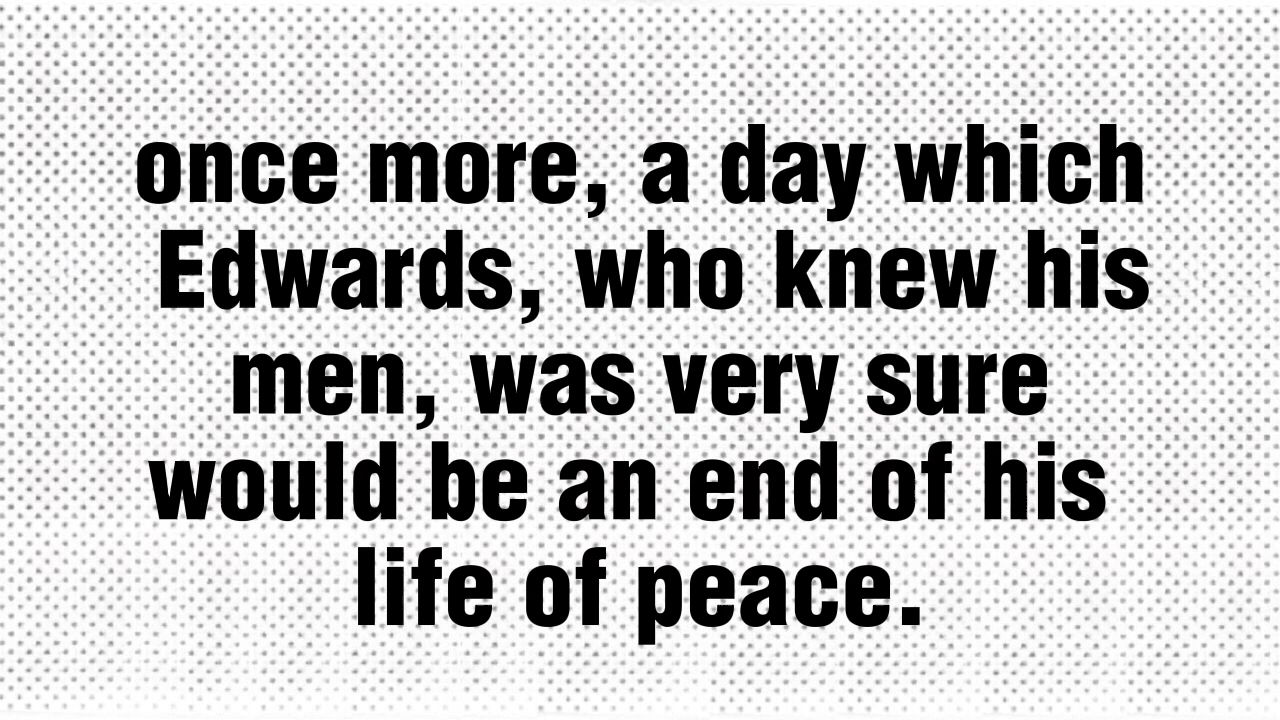 once more, a day which
Edwards, who knew his
men, was very sure
would be an end of his
life of peace.